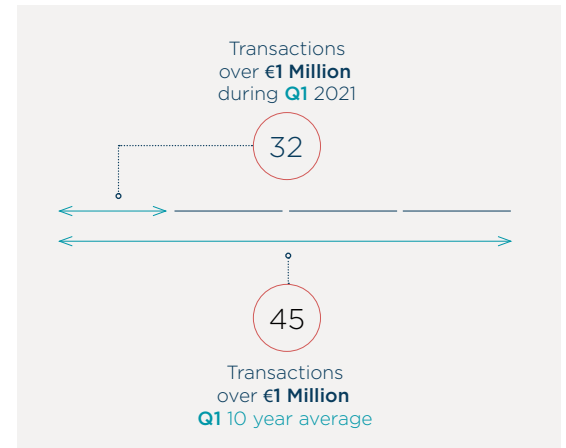 Transactions
over €1 Million
during Q1 2021
32
45
Transactions
over €1 Million
Q1 10 year average